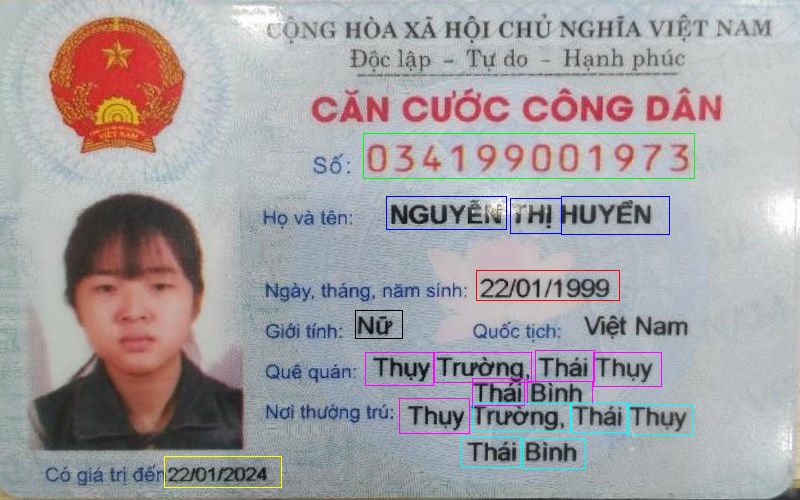 CỘNG HÒA XÃ HỘI CHỦ NGHĨA VIỆT NAM
Độc lập - Tự do - Hạnh phúc
CĂN CƯỚC CÔNG DÂN
Số: 034199001973
Họ và tên: NGUYỄN THỊ HUYỀN
Ngày, tháng, năm sinh: 22/01/1999
Giới tính: Nữ Quốc tịch: Việt Nam
Quê quán: Thụy Trường, Thái Thụy
Thái Bình
Nơi thường trú: Thụy Trường, Thái Thụy
Thái Bình
Có giá trị đến 22/01/2024